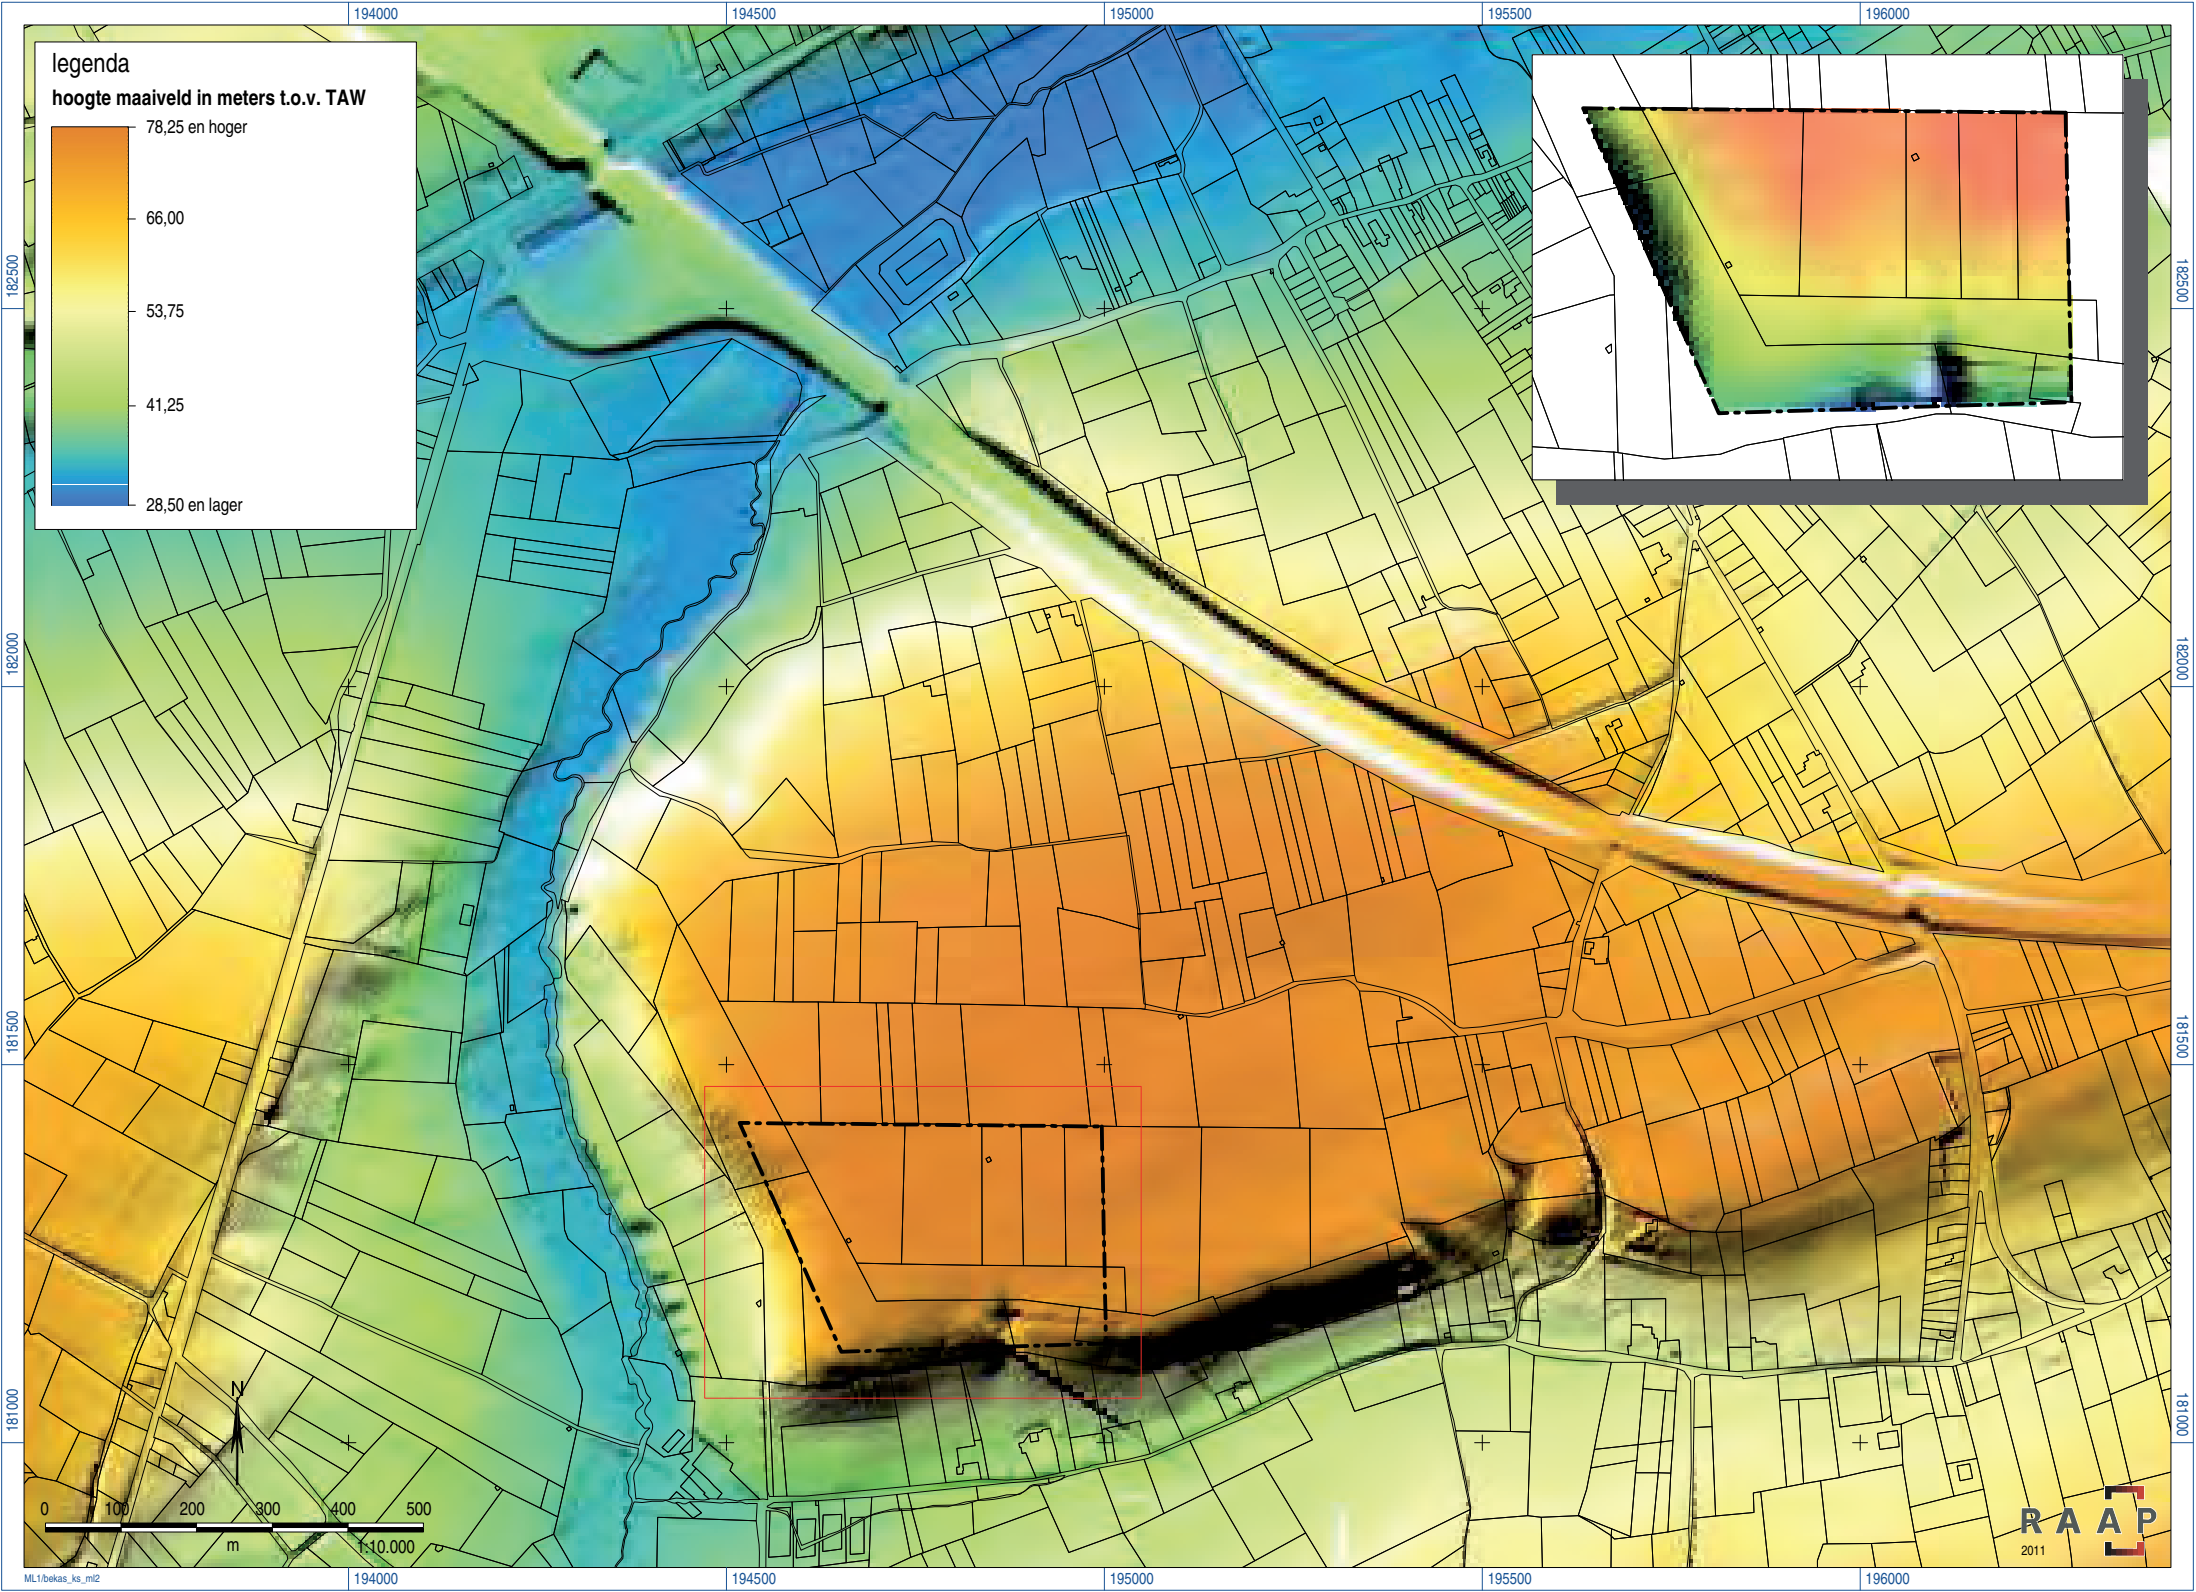 194000 194500 195000 195500 196000
legenda
hoogte maaiveld in meters t.o.v. TAW
78,25 en hoger
66,00
53,75
41,25
28,50 en lager
182500 182500
182000 182000
181500 181500
181000 181000
N
0 100 200 300 400 500
m 1:10.000
RAAP
2011
ML1/bekas_ks_ml2
194000 194500 195000 195500 196000